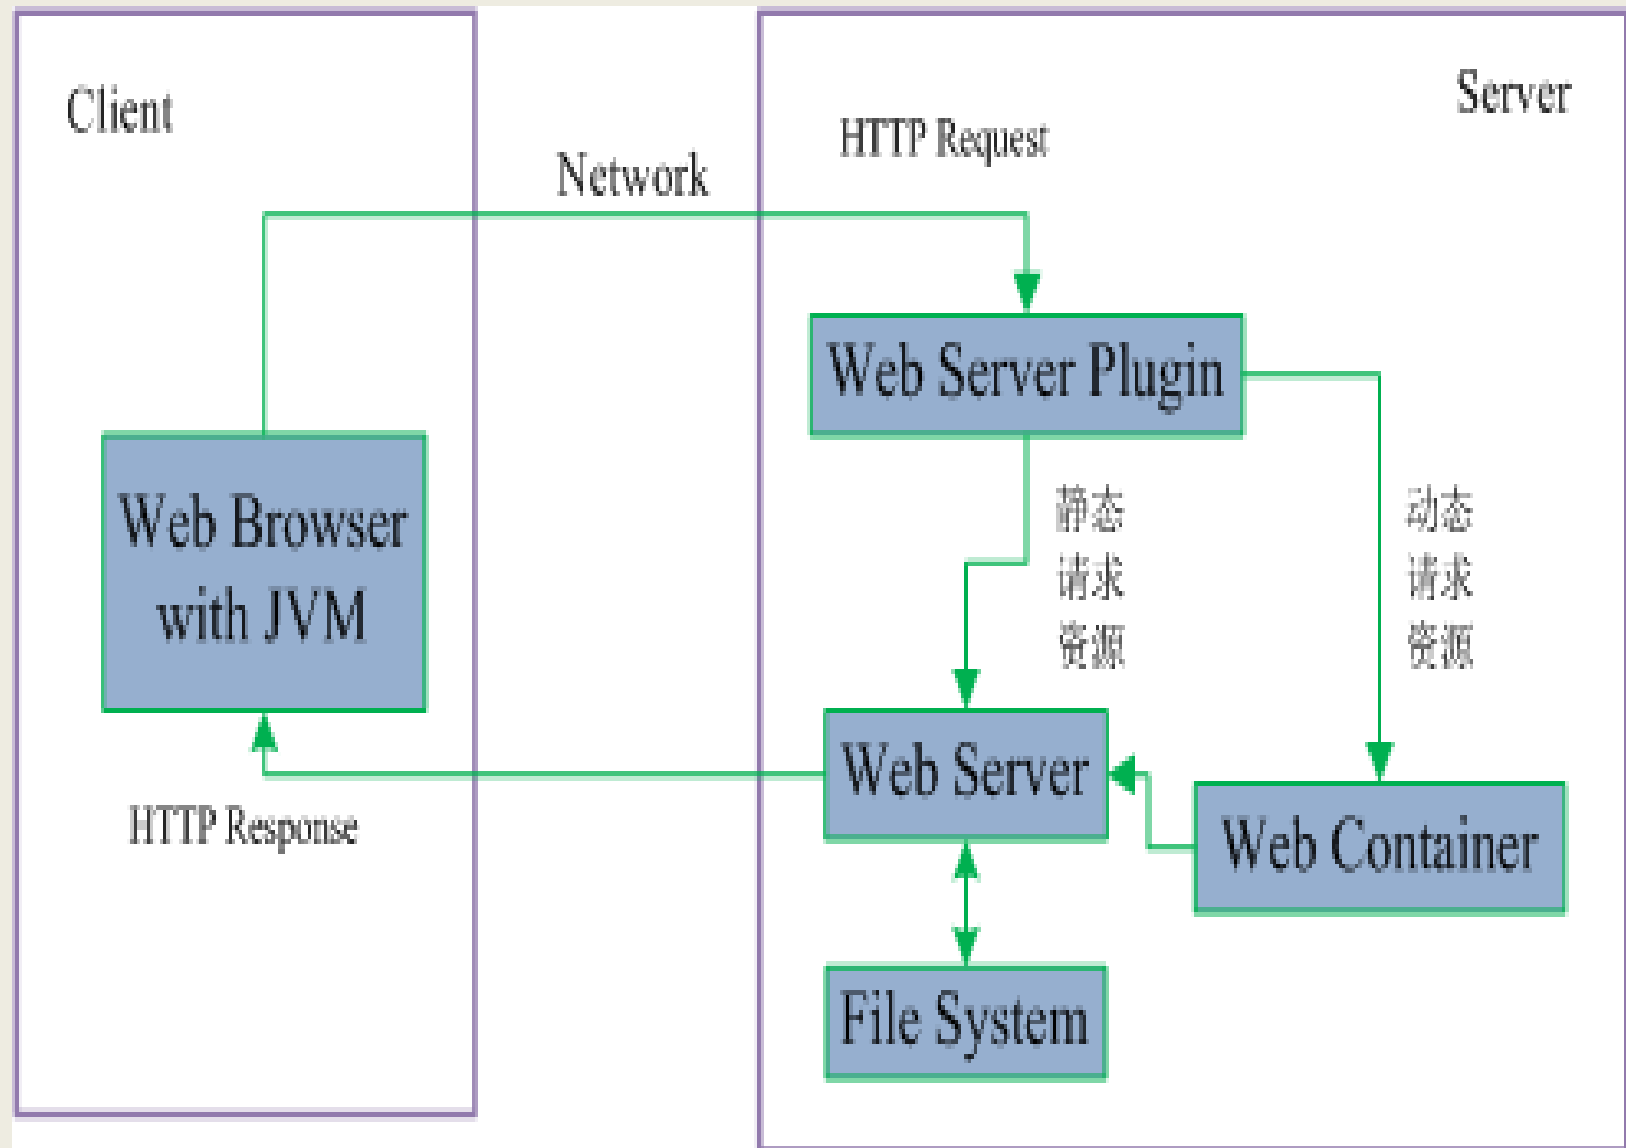 Client
Server
HTTP Request
Network
Web Server Plugin
Web Browser
with JVM
静态
请求
资源
动态
请求
资源
Web Server
HTTP Response
Web Container
File System